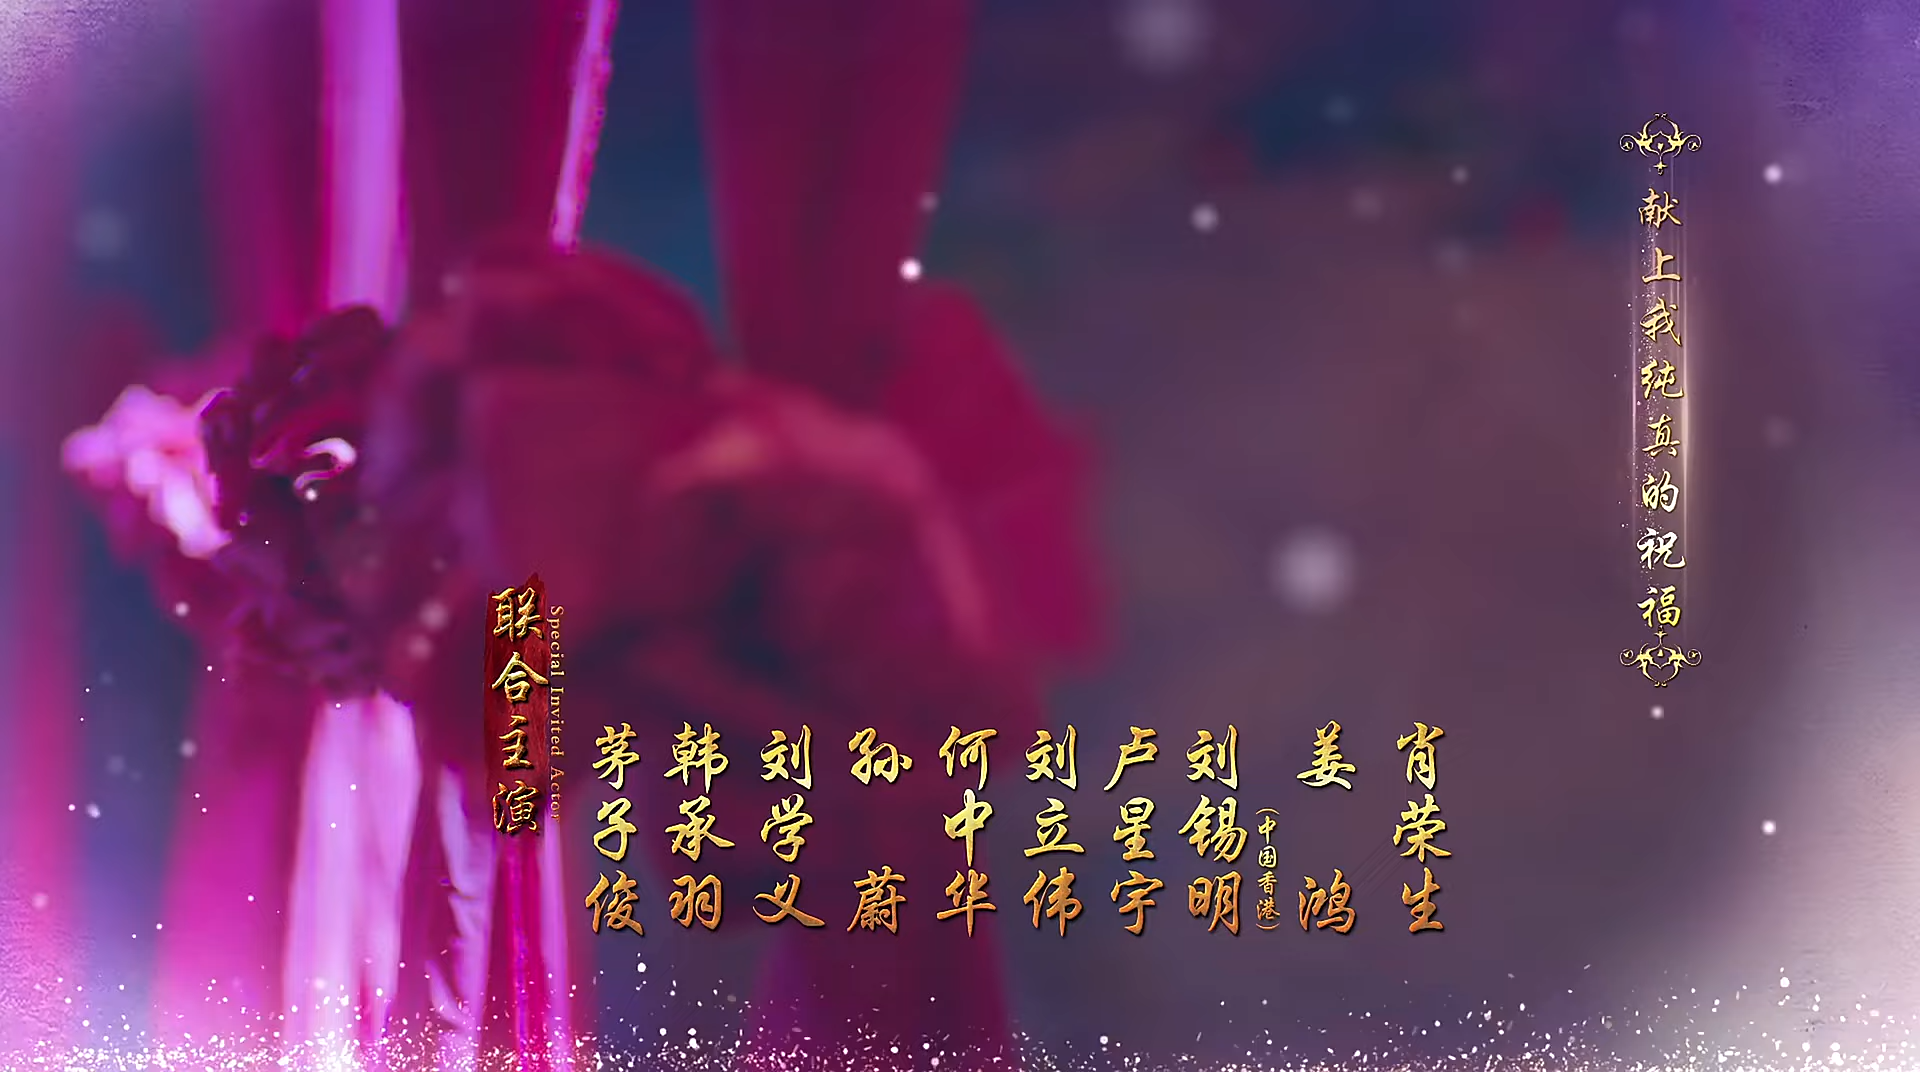 献上我纯真的祝福
联合主演
Special Invited Actor
茅子俊
韩承羽
刘学义
孙蔚
何中华
刘立伟
卢星宇
刘锡明
（中国香港）
姜鸿
肖荣生